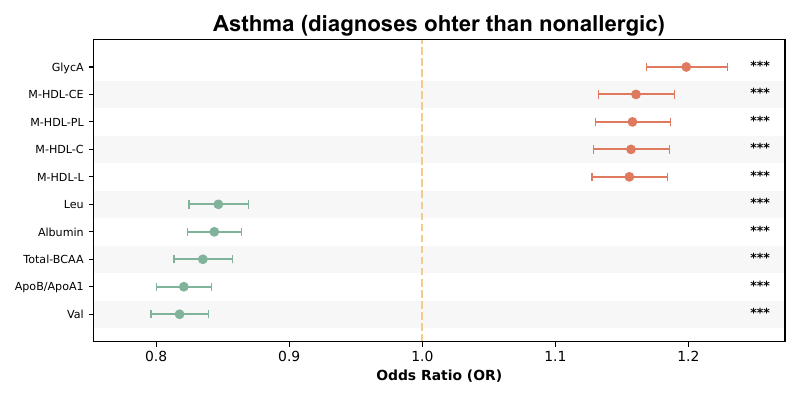 Asthma (diagnoses ohter than nonallergic)
GlycA ***
M-HDL-CE ***
M-HDL-PL ***
M-HDL-C ***
M-HDL-L ***
Leu ***
Albumin ***
Total-BCAA ***
ApoB/ApoA1 ***
Val ***
0.8 0.9 1.0 1.1 1.2
Odds Ratio (OR)